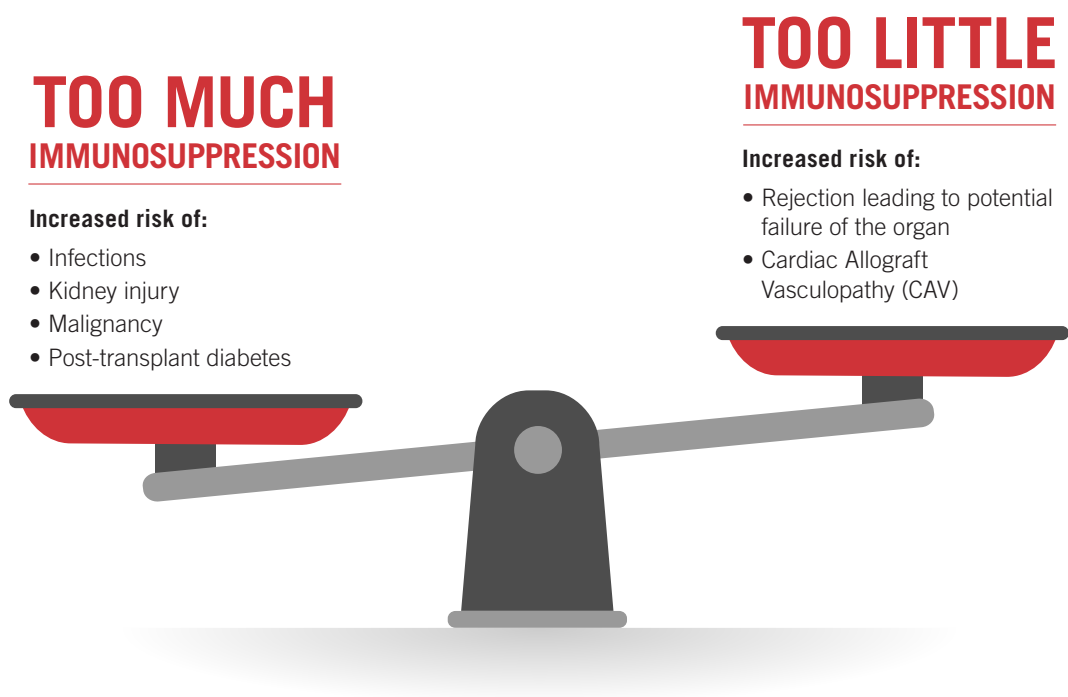 TOO MUCH
IMMUNOSUPPRESSION
Increased risk of:
• Infections
• Kidney injury
• Malignancy
• Post-transplant diabetes
TOO LITTLE
IMMUNOSUPPRESSION
Increased risk of:
• Rejection leading to potential
failure of the organ
• Cardiac Allograft
Vasculopathy (CAV)